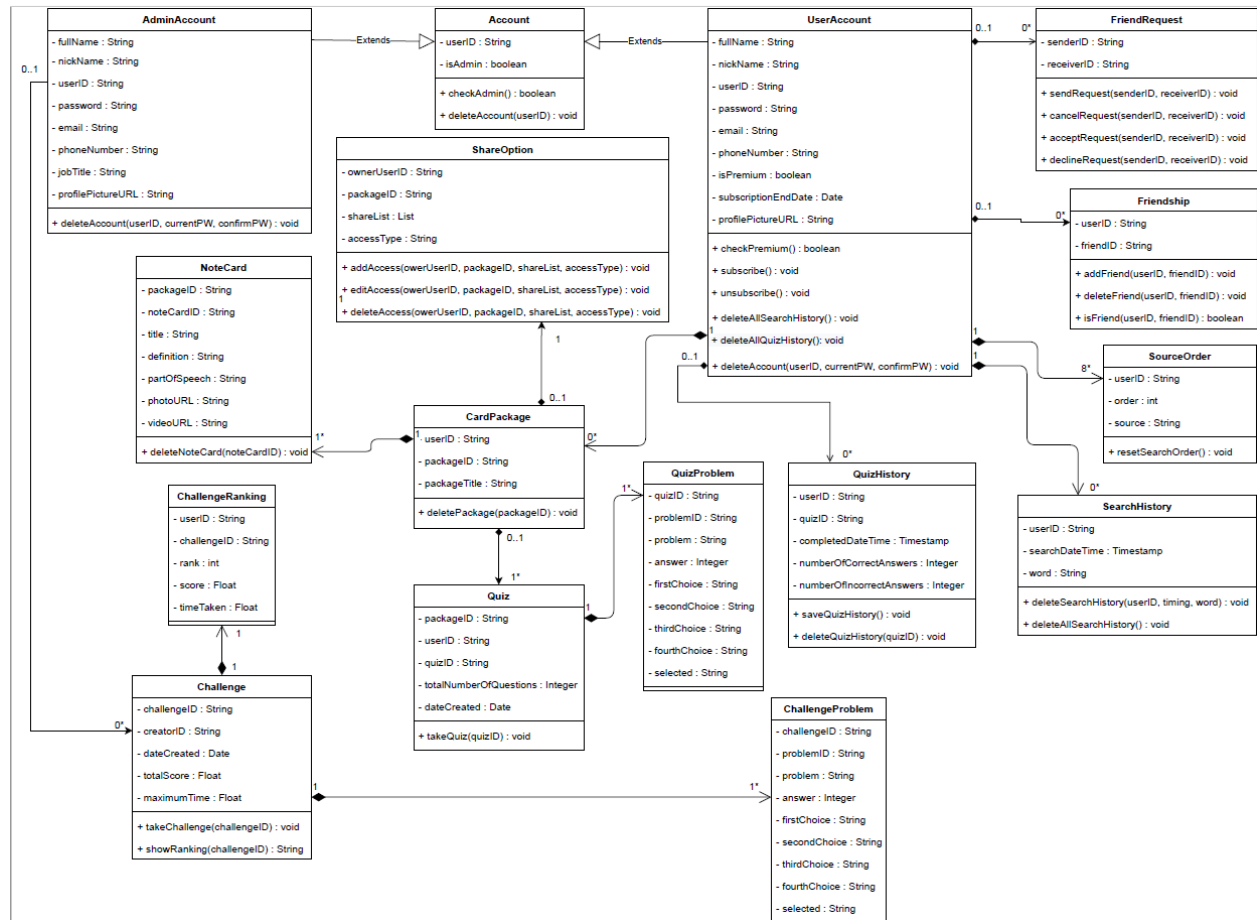 AdminAccount
- fullName : String
- nickName : String
- userID : String
- password : String
- email : String
- phoneNumber : String
- jobTitle : String
- profilePictureURL : String
+ deleteAccount(userID, currentPW, confirmPW) : void
0..1
Extends
Account
- userID : String
- isAdmin : boolean
+ checkAdmin() : boolean
+ deleteAccount(userID) : void
Extends
UserAccount
- fullName : String
- nickName : String
- userID : String
- password : String
- email : String
- phoneNumber : String
- isPremium : boolean
- subscriptionEndDate : Date
- profilePictureURL : String
+ checkPremium() : boolean
+ subscribe() : void
+ unsubscribe() : void
+ deleteAllSearchHistory() : void
+ deleteAllQuizHistory(): void
+ deleteAccount(userID, currentPW, confirmPW) : void
0..1
0*
FriendRequest
- senderID : String
- receiverID : String
+ sendRequest(senderID, receiverID) : void
+ cancelRequest(senderID, receiverID) : void
+ acceptRequest(senderID, receiverID) : void
+ declineRequest(senderID, receiverID) : void
ShareOption
- ownerUserID : String
- packageID : String
- shareList : List
- accessType : String
+ addAccess(owerUserID, packageID, shareList, accessType) : void
+ editAccess(owerUserID, packageID, shareList, accessType) : void
1
+ deleteAccess(owerUserID, packageID, shareList, accessType) : void
1
0..1
0..1
0*
Friendship
- userID : String
- friendID : String
+ addFriend(userID, friendID) : void
+ deleteFriend(userID, friendID) : void
+ isFriend(userID, friendID) : boolean
NoteCard
- packageID : String
- noteCardID : String
- title : String
- definition : String
- partOfSpeech : String
- photoURL : String
- videoURL : String
+ deleteNoteCard(noteCardID) : void
1*
1
1
0..1
1
1
8*
SourceOrder
- userID : String
- order : int
- source : String
+ resetSearchOrder() : void
CardPackage
- userID : String
- packageID : String
- packageTitle : String
+ deletePackage(packageID) : void
0*
0..1
1*
QuizProblem
- quizID : String
- problemID : String
- problem : String
- answer : Integer
- firstChoice : String
- secondChoice : String
- thirdChoice : String
- fourthChoice : String
- selected : String
1*
0*
QuizHistory
- userID : String
- quizID : String
- completedDateTime : Timestamp
- numberOfCorrectAnswers : Integer
- numberOfIncorrectAnswers : Integer
+ saveQuizHistory() : void
+ deleteQuizHistory(quizID) : void
0*
SearchHistory
- userID : String
- searchDateTime : Timestamp
- word : String
+ deleteSearchHistory(userID, timing, word) : void
+ deleteAllSearchHistory() : void
ChallengeRanking
- userID : String
- challengeID : String
- rank : int
- score : Float
- timeTaken : Float
1
1
Quiz
- packageID : String
- userID : String
- quizID : String
- totalNumberOfQuestions : Integer
- dateCreated : Date
+ takeQuiz(quizID) : void
1
Challenge
- challengeID : String
- creatorID : String
- dateCreated : Date
- totalScore : Float
- maximumTime : Float
+ takeChallenge(challengeID) : void
+ showRanking(challengeID) : String
0*
1
1*
ChallengeProblem
- challengeID : String
- problemID : String
- problem : String
- answer : Integer
- firstChoice : String
- secondChoice : String
- thirdChoice : String
- fourthChoice : String
- selected : String